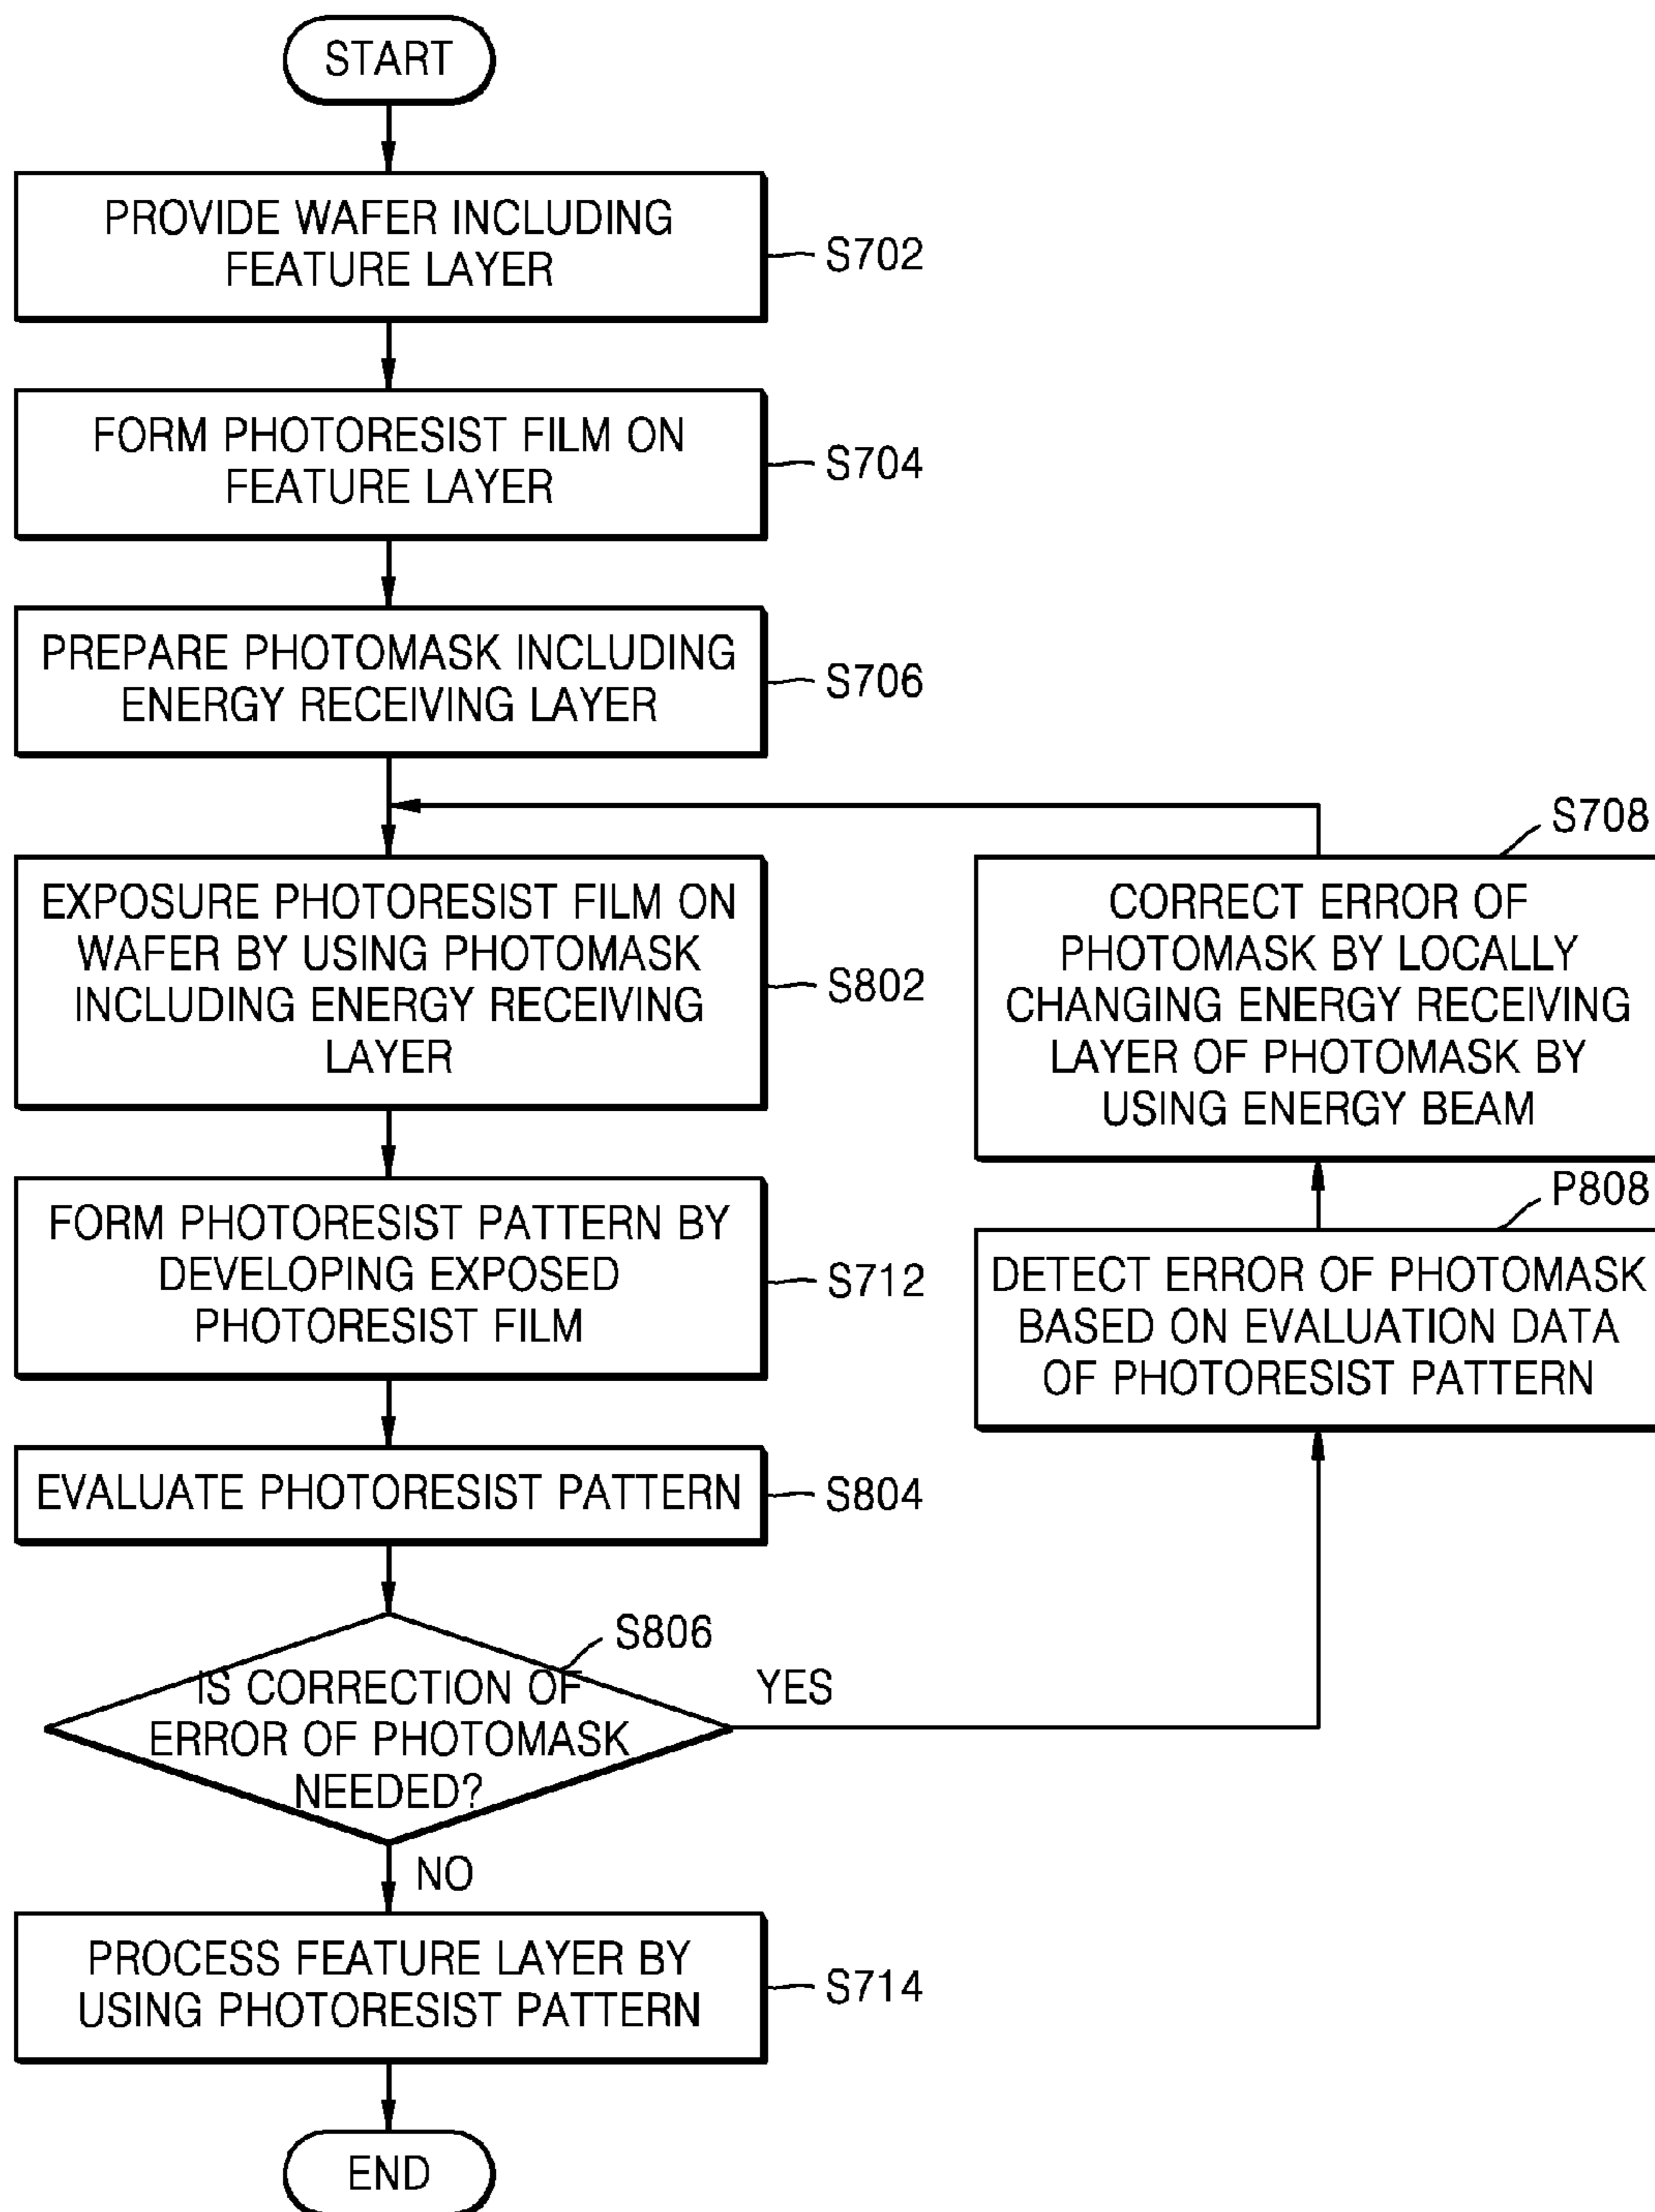 START
PROVIDE WAFER INCLUDING
FEATURE LAYER
S702
FORM PHOTORESIST FILM ON
FEATURE LAYER
S704
PREPARE PHOTOMASK INCLUDING
ENERGY RECEIVING LAYER
S706
EXPOSURE PHOTORESIST FILM ON
WAFER BY USING PHOTOMASK
INCLUDING ENERGY RECEIVING
LAYER
S802
FORM PHOTORESIST PATTERN BY
DEVELOPING EXPOSED
PHOTORESIST FILM
S712
EVALUATE PHOTORESIST PATTERN
S804
S806
IS CORRECTION OF
ERROR OF PHOTOMASK
NEEDED?
YES
P808
DETECT ERROR OF PHOTOMASK
BASED ON EVALUATION DATA
OF PHOTORESIST PATTERN
S708
CORRECT ERROR OF
PHOTOMASK BY LOCALLY
CHANGING ENERGY RECEIVING
LAYER OF PHOTOMASK BY
USING ENERGY BEAM
NO
PROCESS FEATURE LAYER BY
USING PHOTORESIST PATTERN
S714
END